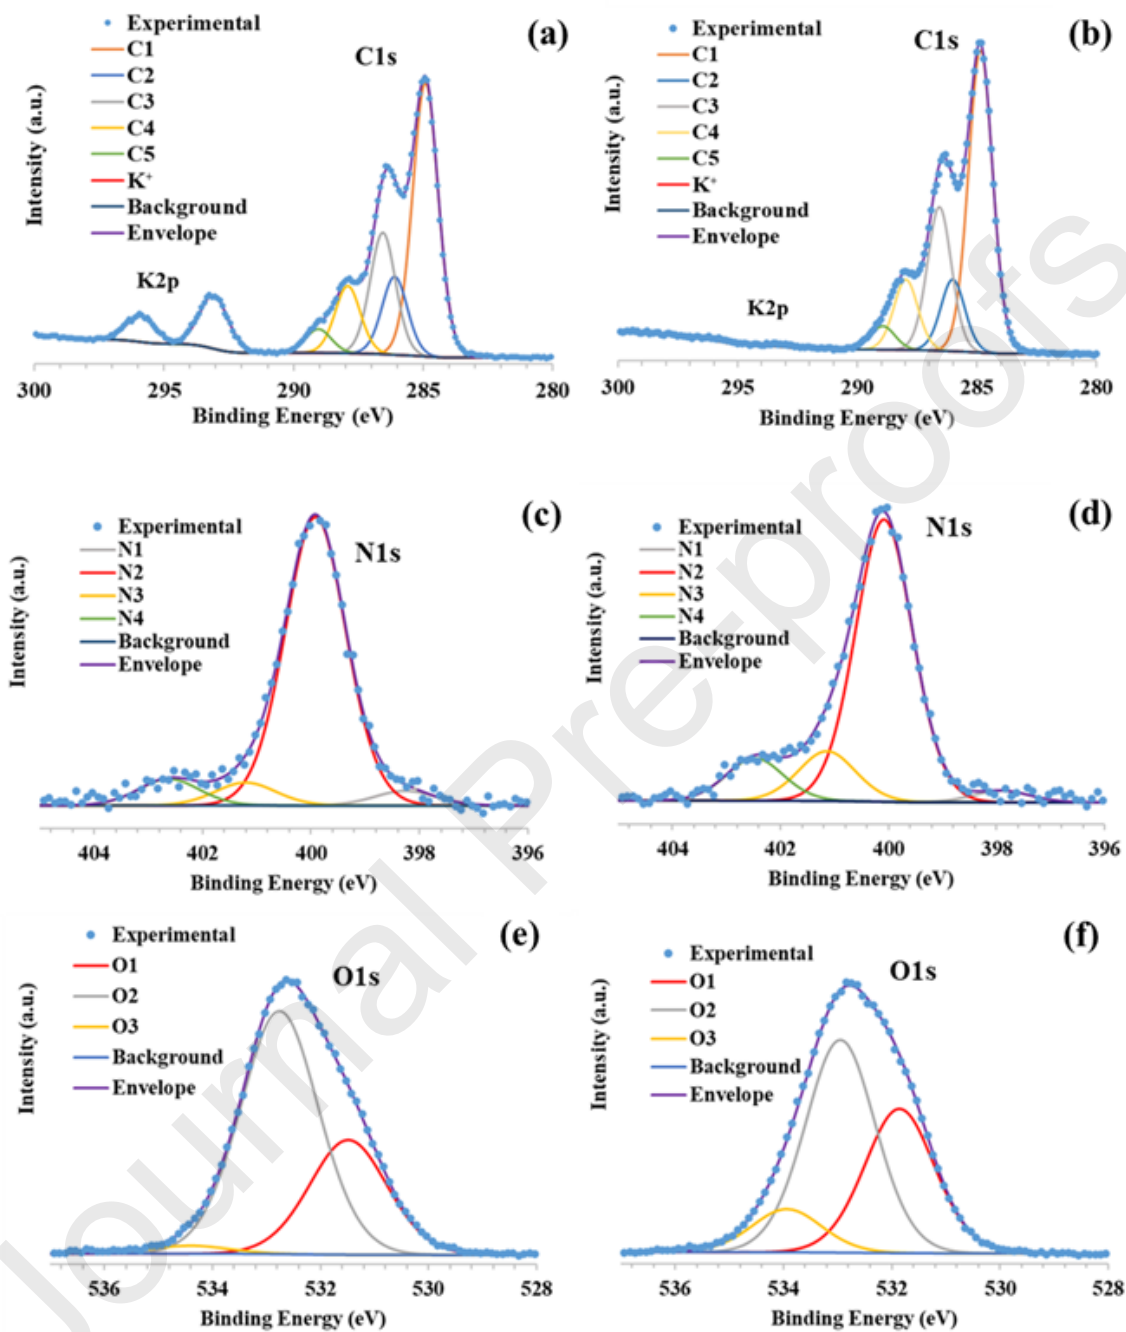 (a)
C1s
Experimental
C1
C2
C3
C4
C5
K⁺
Background
Envelope
K2p
Intensity (a.u.)
300 295 290 285 280
Binding Energy (eV)
(b)
C1s
Experimental
C1
C2
C3
C4
C5
K⁺
Background
Envelope
K2p
Intensity (a.u.)
300 295 290 285 280
Binding Energy (eV)
(c)
N1s
Experimental
N1
N2
N3
N4
Background
Envelope
Intensity (a.u.)
404 402 400 398 396
Binding Energy (eV)
(d)
N1s
Experimental
N1
N2
N3
N4
Background
Envelope
Intensity (a.u.)
404 402 400 398 396
Binding Energy (eV)
(e)
O1s
Experimental
O1
O2
O3
Background
Envelope
Intensity (a.u.)
536 534 532 530 528
Binding Energy (eV)
(f)
O1s
Experimental
O1
O2
O3
Background
Envelope
Intensity (a.u.)
536 534 532 530 528
Binding Energy (eV)
Journal Pre-proofs